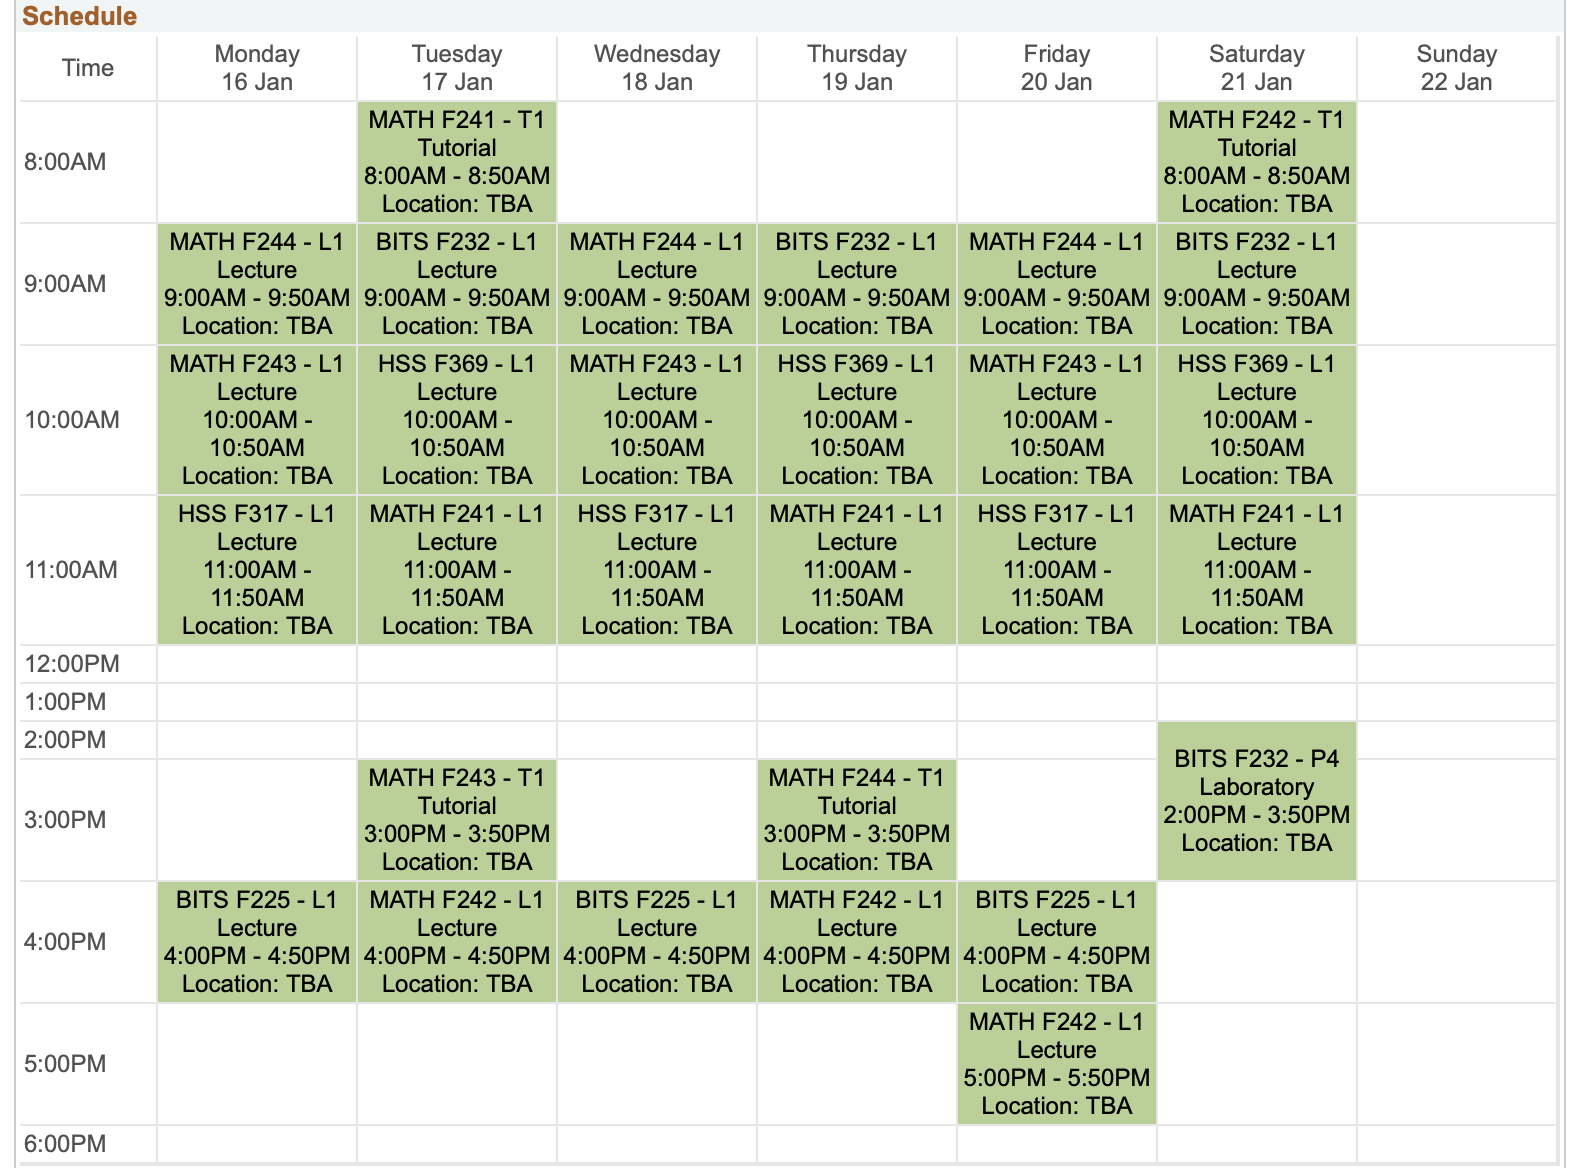 Schedule
Time
Monday
16 Jan
Tuesday
17 Jan
Wednesday
18 Jan
Thursday
19 Jan
Friday
20 Jan
Saturday
21 Jan
Sunday
22 Jan
8:00AM
MATH F241 - T1
Tutorial
8:00AM - 8:50AM
Location: TBA
MATH F242 - T1
Tutorial
8:00AM - 8:50AM
Location: TBA
9:00AM
MATH F244 - L1
Lecture
9:00AM - 9:50AM
Location: TBA
BITS F232 - L1
Lecture
9:00AM - 9:50AM
Location: TBA
MATH F244 - L1
Lecture
9:00AM - 9:50AM
Location: TBA
BITS F232 - L1
Lecture
9:00AM - 9:50AM
Location: TBA
MATH F244 - L1
Lecture
9:00AM - 9:50AM
Location: TBA
BITS F232 - L1
Lecture
9:00AM - 9:50AM
Location: TBA
10:00AM
MATH F243 - L1
Lecture
10:00AM -
10:50AM
Location: TBA
HSS F369 - L1
Lecture
10:00AM -
10:50AM
Location: TBA
MATH F243 - L1
Lecture
10:00AM -
10:50AM
Location: TBA
HSS F369 - L1
Lecture
10:00AM -
10:50AM
Location: TBA
MATH F243 - L1
Lecture
10:00AM -
10:50AM
Location: TBA
HSS F369 - L1
Lecture
10:00AM -
10:50AM
Location: TBA
11:00AM
HSS F317 - L1
Lecture
11:00AM -
11:50AM
Location: TBA
MATH F241 - L1
Lecture
11:00AM -
11:50AM
Location: TBA
HSS F317 - L1
Lecture
11:00AM -
11:50AM
Location: TBA
MATH F241 - L1
Lecture
11:00AM -
11:50AM
Location: TBA
HSS F317 - L1
Lecture
11:00AM -
11:50AM
Location: TBA
MATH F241 - L1
Lecture
11:00AM -
11:50AM
Location: TBA
12:00PM
1:00PM
2:00PM
BITS F232 - P4
Laboratory
2:00PM - 3:50PM
Location: TBA
3:00PM
MATH F243 - T1
Tutorial
3:00PM - 3:50PM
Location: TBA
MATH F244 - T1
Tutorial
3:00PM - 3:50PM
Location: TBA
4:00PM
BITS F225 - L1
Lecture
4:00PM - 4:50PM
Location: TBA
MATH F242 - L1
Lecture
4:00PM - 4:50PM
Location: TBA
BITS F225 - L1
Lecture
4:00PM - 4:50PM
Location: TBA
MATH F242 - L1
Lecture
4:00PM - 4:50PM
Location: TBA
BITS F225 - L1
Lecture
4:00PM - 4:50PM
Location: TBA
5:00PM
MATH F242 - L1
Lecture
5:00PM - 5:50PM
Location: TBA
6:00PM